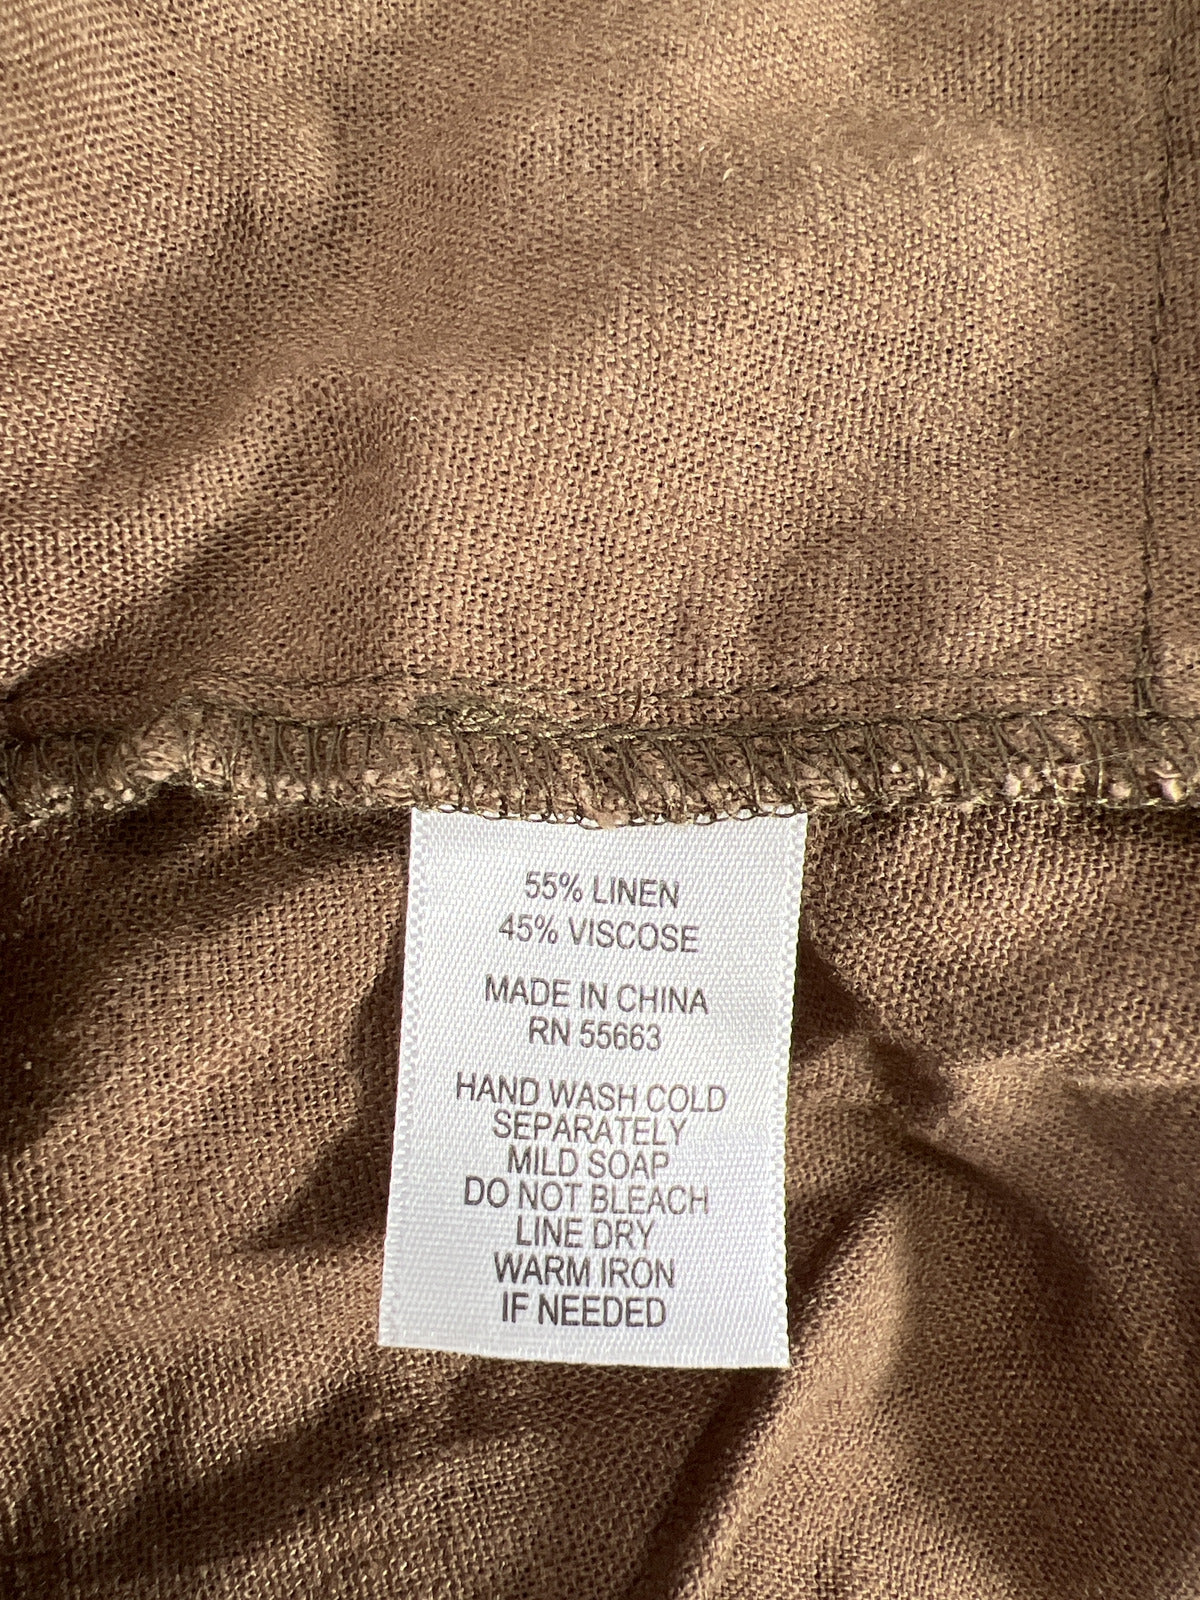 55% LINEN
45% VISCOSE
MADE IN CHINA
RN 55663
HAND WASH COLD
SEPARATELY
MILD SOAP
DO NOT BLEACH
LINE DRY
WARM IRON
IF NEEDED